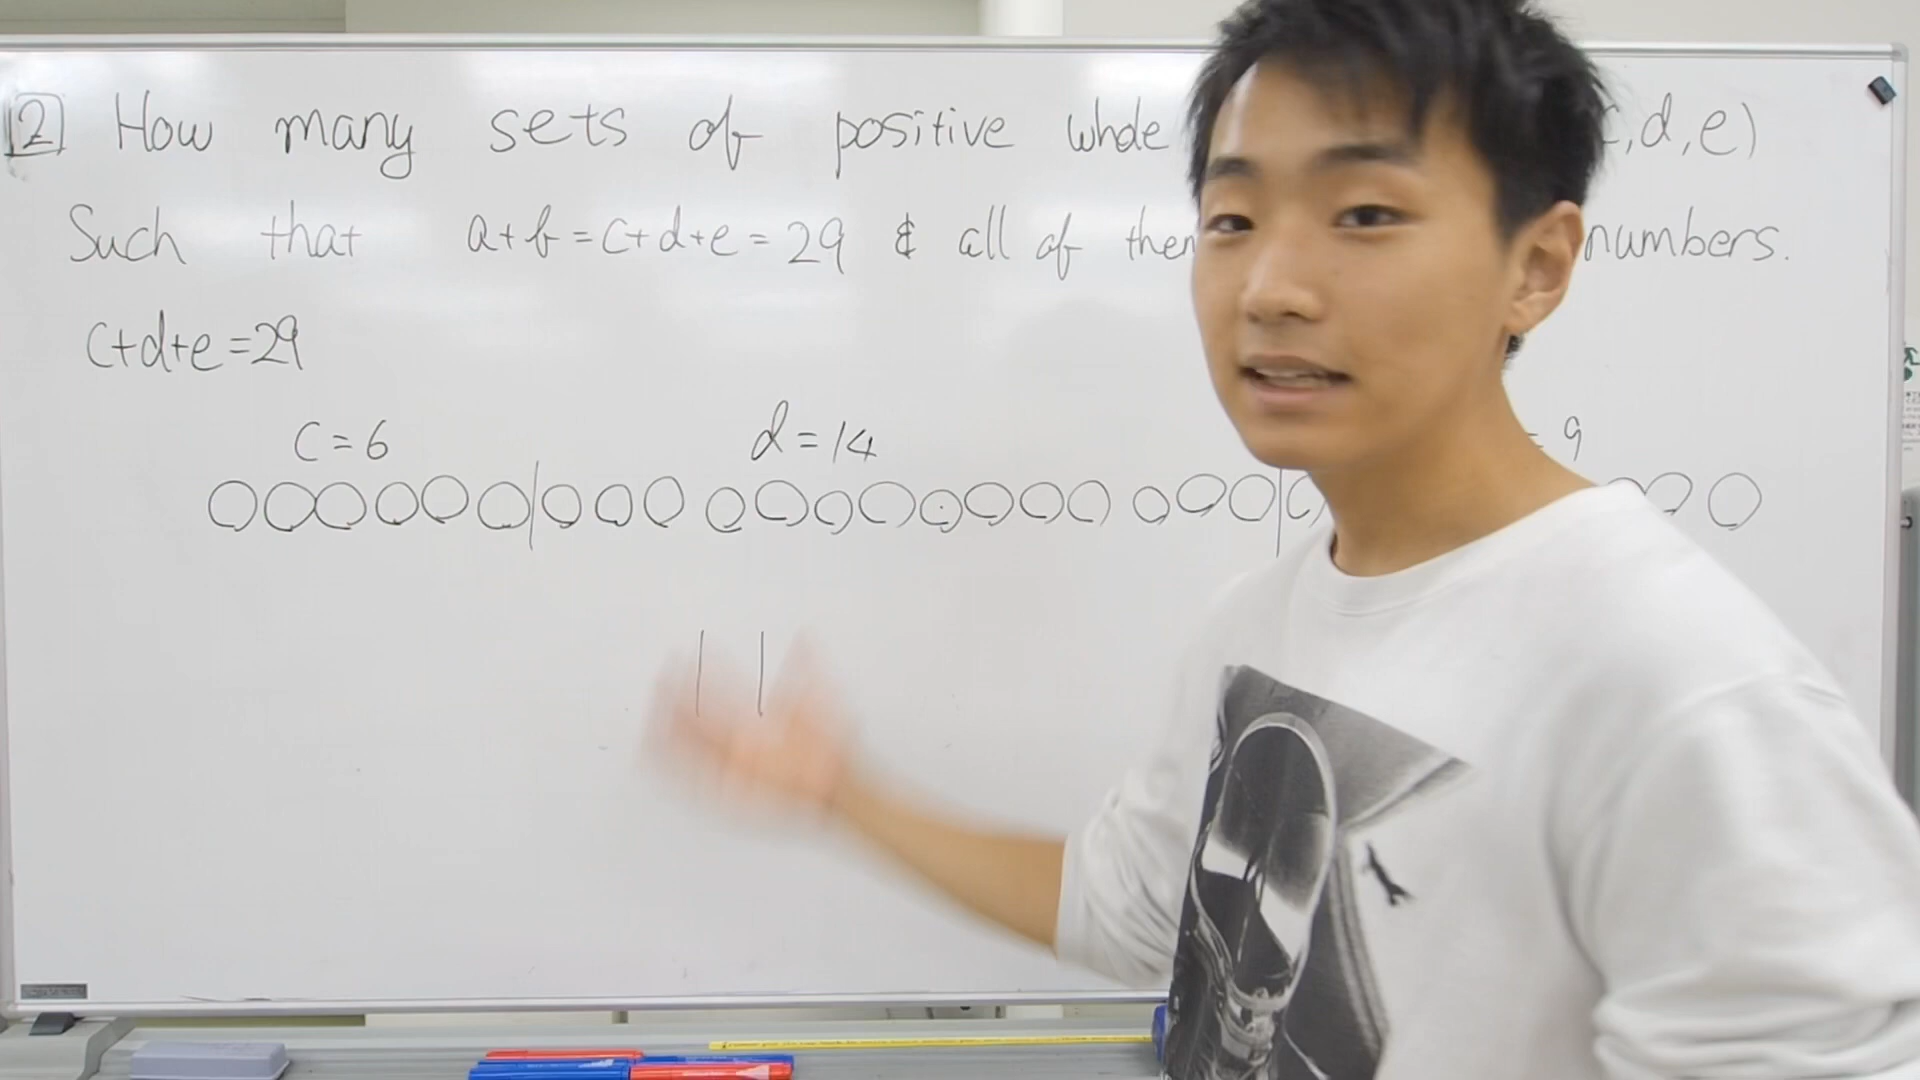 2 How many sets of positive whole c,d,e)
Such that a+b=c+d+e=29 & all of them numbers.
c+d+e=29
c=6 d=14 = 9